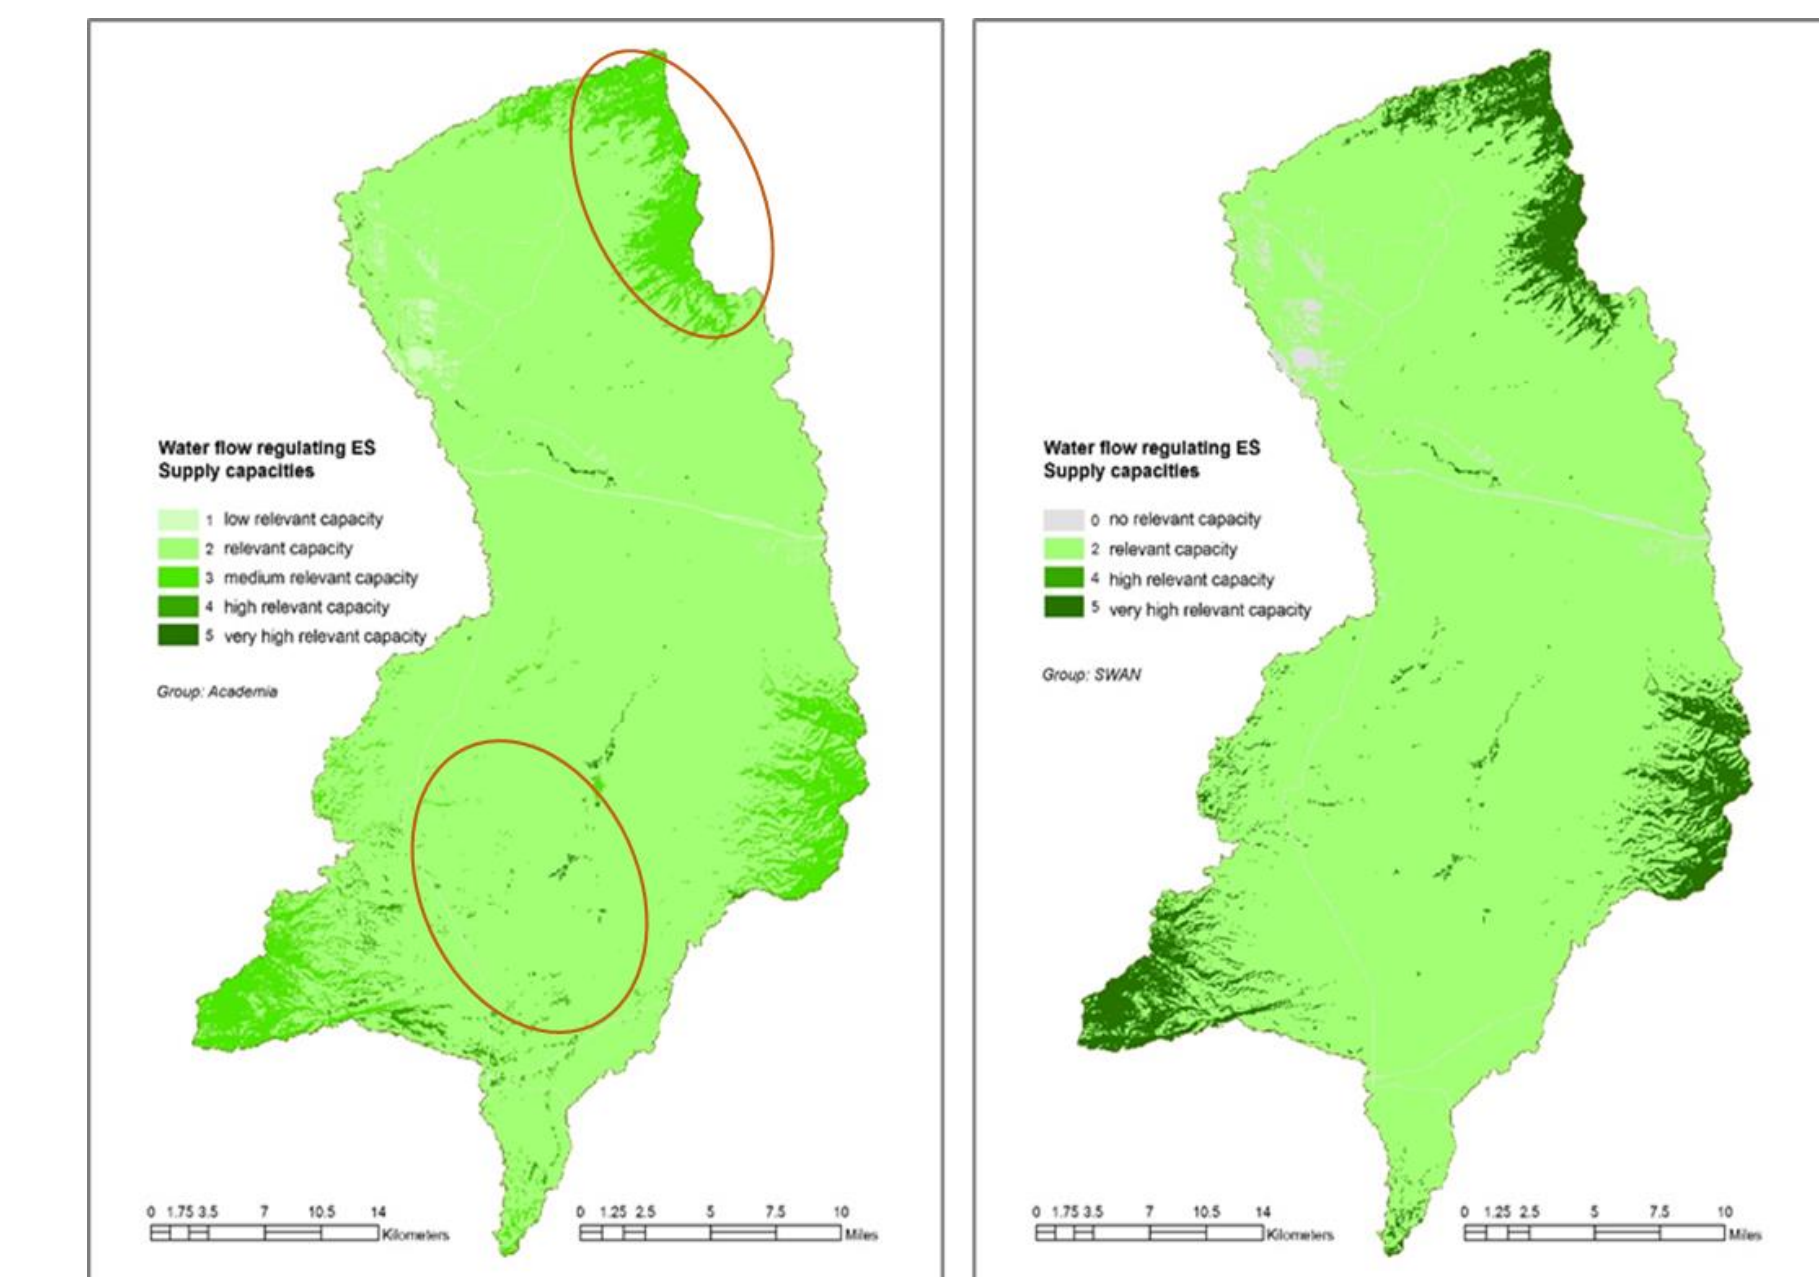 Water flow regulating ES
Supply capacities
1 low relevant capacity
2 relevant capacity
3 medium relevant capacity
4 high relevant capacity
5 very high relevant capacity
Group: Academia
0 1.75 3.5 7 10.5 14
Kilometers
0 1.25 2.5 5 7.5 10
Miles
Water flow regulating ES
Supply capacities
0 no relevant capacity
2 relevant capacity
4 high relevant capacity
5 very high relevant capacity
Group: SWAN
0 1.75 3.5 7 10.5 14
Kilometers
0 1.25 2.5 5 7.5 10
Miles